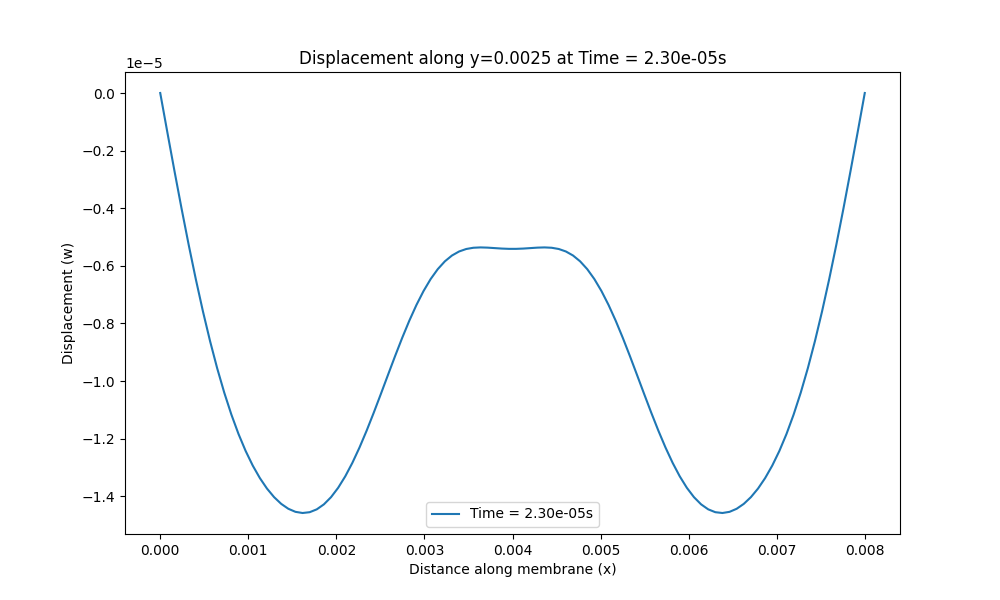 Displacement along y=0.0025 at Time = 2.30e-05s
1e−5
0.0
−0.2
−0.4
−0.6
−0.8
−1.0
−1.2
−1.4
Displacement (w)
Time = 2.30e-05s
0.000 0.001 0.002 0.003 0.004 0.005 0.006 0.007 0.008
Distance along membrane (x)